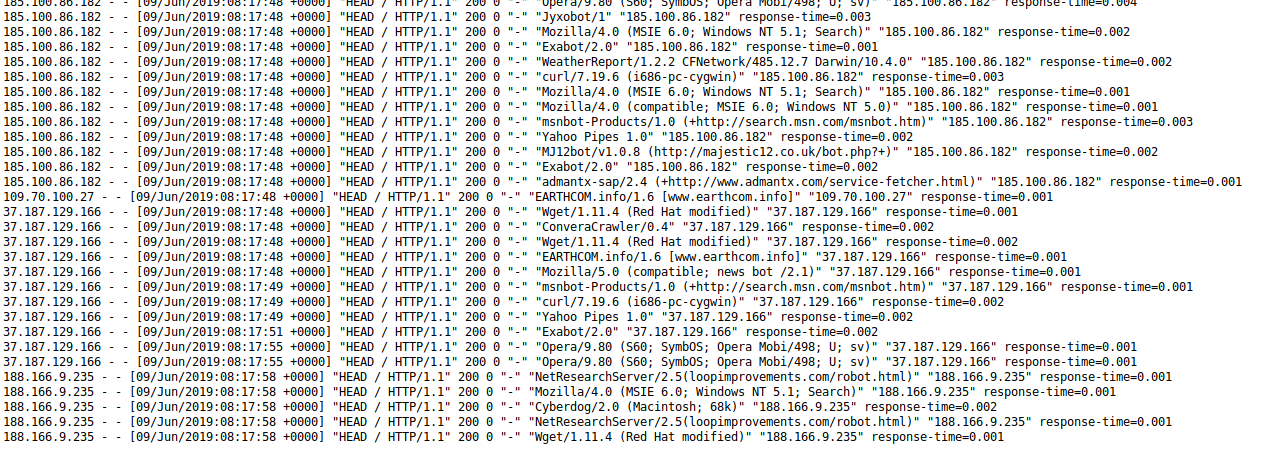 185.100.86.182 - - [09/Jun/2019:08:17:48 +0000] "HEAD / HTTP/1.1" 200 0 "-" "Opera/9.80 (S60; SymbOS; Opera Mobi/498; U; sv)" "185.100.86.182" response-time=0.004
185.100.86.182 - - [09/Jun/2019:08:17:48 +0000] "HEAD / HTTP/1.1" 200 0 "-" "Jyxobot/1" "185.100.86.182" response-time=0.003
185.100.86.182 - - [09/Jun/2019:08:17:48 +0000] "HEAD / HTTP/1.1" 200 0 "-" "Mozilla/4.0 (MSIE 6.0; Windows NT 5.1; Search)" "185.100.86.182" response-time=0.002
185.100.86.182 - - [09/Jun/2019:08:17:48 +0000] "HEAD / HTTP/1.1" 200 0 "-" "Exabot/2.0" "185.100.86.182" response-time=0.001
185.100.86.182 - - [09/Jun/2019:08:17:48 +0000] "HEAD / HTTP/1.1" 200 0 "-" "WeatherReport/1.2.2 CFNetwork/485.12.7 Darwin/10.4.0" "185.100.86.182" response-time=0.002
185.100.86.182 - - [09/Jun/2019:08:17:48 +0000] "HEAD / HTTP/1.1" 200 0 "-" "curl/7.19.6 (i686-pc-cygwin)" "185.100.86.182" response-time=0.003
185.100.86.182 - - [09/Jun/2019:08:17:48 +0000] "HEAD / HTTP/1.1" 200 0 "-" "Mozilla/4.0 (MSIE 6.0; Windows NT 5.1; Search)" "185.100.86.182" response-time=0.001
185.100.86.182 - - [09/Jun/2019:08:17:48 +0000] "HEAD / HTTP/1.1" 200 0 "-" "Mozilla/4.0 (compatible; MSIE 6.0; Windows NT 5.0)" "185.100.86.182" response-time=0.001
185.100.86.182 - - [09/Jun/2019:08:17:48 +0000] "HEAD / HTTP/1.1" 200 0 "-" "msnbot-Products/1.0 (+http://search.msn.com/msnbot.htm)" "185.100.86.182" response-time=0.003
185.100.86.182 - - [09/Jun/2019:08:17:48 +0000] "HEAD / HTTP/1.1" 200 0 "-" "Yahoo Pipes 1.0" "185.100.86.182" response-time=0.002
185.100.86.182 - - [09/Jun/2019:08:17:48 +0000] "HEAD / HTTP/1.1" 200 0 "-" "MJ12bot/v1.0.8 (http://majestic12.co.uk/bot.php?+)" "185.100.86.182" response-time=0.002
185.100.86.182 - - [09/Jun/2019:08:17:48 +0000] "HEAD / HTTP/1.1" 200 0 "-" "Exabot/2.0" "185.100.86.182" response-time=0.002
185.100.86.182 - - [09/Jun/2019:08:17:48 +0000] "HEAD / HTTP/1.1" 200 0 "-" "admantx-sap/2.4 (+http://www.admantx.com/service-fetcher.html)" "185.100.86.182" response-time=0.001
109.70.100.27 - - [09/Jun/2019:08:17:48 +0000] "HEAD / HTTP/1.1" 200 0 "-" "EARTHCOM.info/1.6 [www.earthcom.info]" "109.70.100.27" response-time=0.001
37.187.129.166 - - [09/Jun/2019:08:17:48 +0000] "HEAD / HTTP/1.1" 200 0 "-" "Wget/1.11.4 (Red Hat modified)" "37.187.129.166" response-time=0.001
37.187.129.166 - - [09/Jun/2019:08:17:48 +0000] "HEAD / HTTP/1.1" 200 0 "-" "ConveraCrawler/0.4" "37.187.129.166" response-time=0.002
37.187.129.166 - - [09/Jun/2019:08:17:48 +0000] "HEAD / HTTP/1.1" 200 0 "-" "Wget/1.11.4 (Red Hat modified)" "37.187.129.166" response-time=0.002
37.187.129.166 - - [09/Jun/2019:08:17:48 +0000] "HEAD / HTTP/1.1" 200 0 "-" "EARTHCOM.info/1.6 [www.earthcom.info]" "37.187.129.166" response-time=0.001
37.187.129.166 - - [09/Jun/2019:08:17:48 +0000] "HEAD / HTTP/1.1" 200 0 "-" "Mozilla/5.0 (compatible; news bot /2.1)" "37.187.129.166" response-time=0.001
37.187.129.166 - - [09/Jun/2019:08:17:49 +0000] "HEAD / HTTP/1.1" 200 0 "-" "msnbot-Products/1.0 (+http://search.msn.com/msnbot.htm)" "37.187.129.166" response-time=0.001
37.187.129.166 - - [09/Jun/2019:08:17:49 +0000] "HEAD / HTTP/1.1" 200 0 "-" "curl/7.19.6 (i686-pc-cygwin)" "37.187.129.166" response-time=0.002
37.187.129.166 - - [09/Jun/2019:08:17:49 +0000] "HEAD / HTTP/1.1" 200 0 "-" "Yahoo Pipes 1.0" "37.187.129.166" response-time=0.002
37.187.129.166 - - [09/Jun/2019:08:17:51 +0000] "HEAD / HTTP/1.1" 200 0 "-" "Exabot/2.0" "37.187.129.166" response-time=0.002
37.187.129.166 - - [09/Jun/2019:08:17:55 +0000] "HEAD / HTTP/1.1" 200 0 "-" "Opera/9.80 (S60; SymbOS; Opera Mobi/498; U; sv)" "37.187.129.166" response-time=0.001
37.187.129.166 - - [09/Jun/2019:08:17:55 +0000] "HEAD / HTTP/1.1" 200 0 "-" "Opera/9.80 (S60; SymbOS; Opera Mobi/498; U; sv)" "37.187.129.166" response-time=0.001
188.166.9.235 - - [09/Jun/2019:08:17:58 +0000] "HEAD / HTTP/1.1" 200 0 "-" "NetResearchServer/2.5(loopimprovements.com/robot.html)" "188.166.9.235" response-time=0.001
188.166.9.235 - - [09/Jun/2019:08:17:58 +0000] "HEAD / HTTP/1.1" 200 0 "-" "Mozilla/4.0 (MSIE 6.0; Windows NT 5.1; Search)" "188.166.9.235" response-time=0.001
188.166.9.235 - - [09/Jun/2019:08:17:58 +0000] "HEAD / HTTP/1.1" 200 0 "-" "Cyberdog/2.0 (Macintosh; 68k)" "188.166.9.235" response-time=0.002
188.166.9.235 - - [09/Jun/2019:08:17:58 +0000] "HEAD / HTTP/1.1" 200 0 "-" "NetResearchServer/2.5(loopimprovements.com/robot.html)" "188.166.9.235" response-time=0.001
188.166.9.235 - - [09/Jun/2019:08:17:58 +0000] "HEAD / HTTP/1.1" 200 0 "-" "Wget/1.11.4 (Red Hat modified)" "188.166.9.235" response-time=0.001